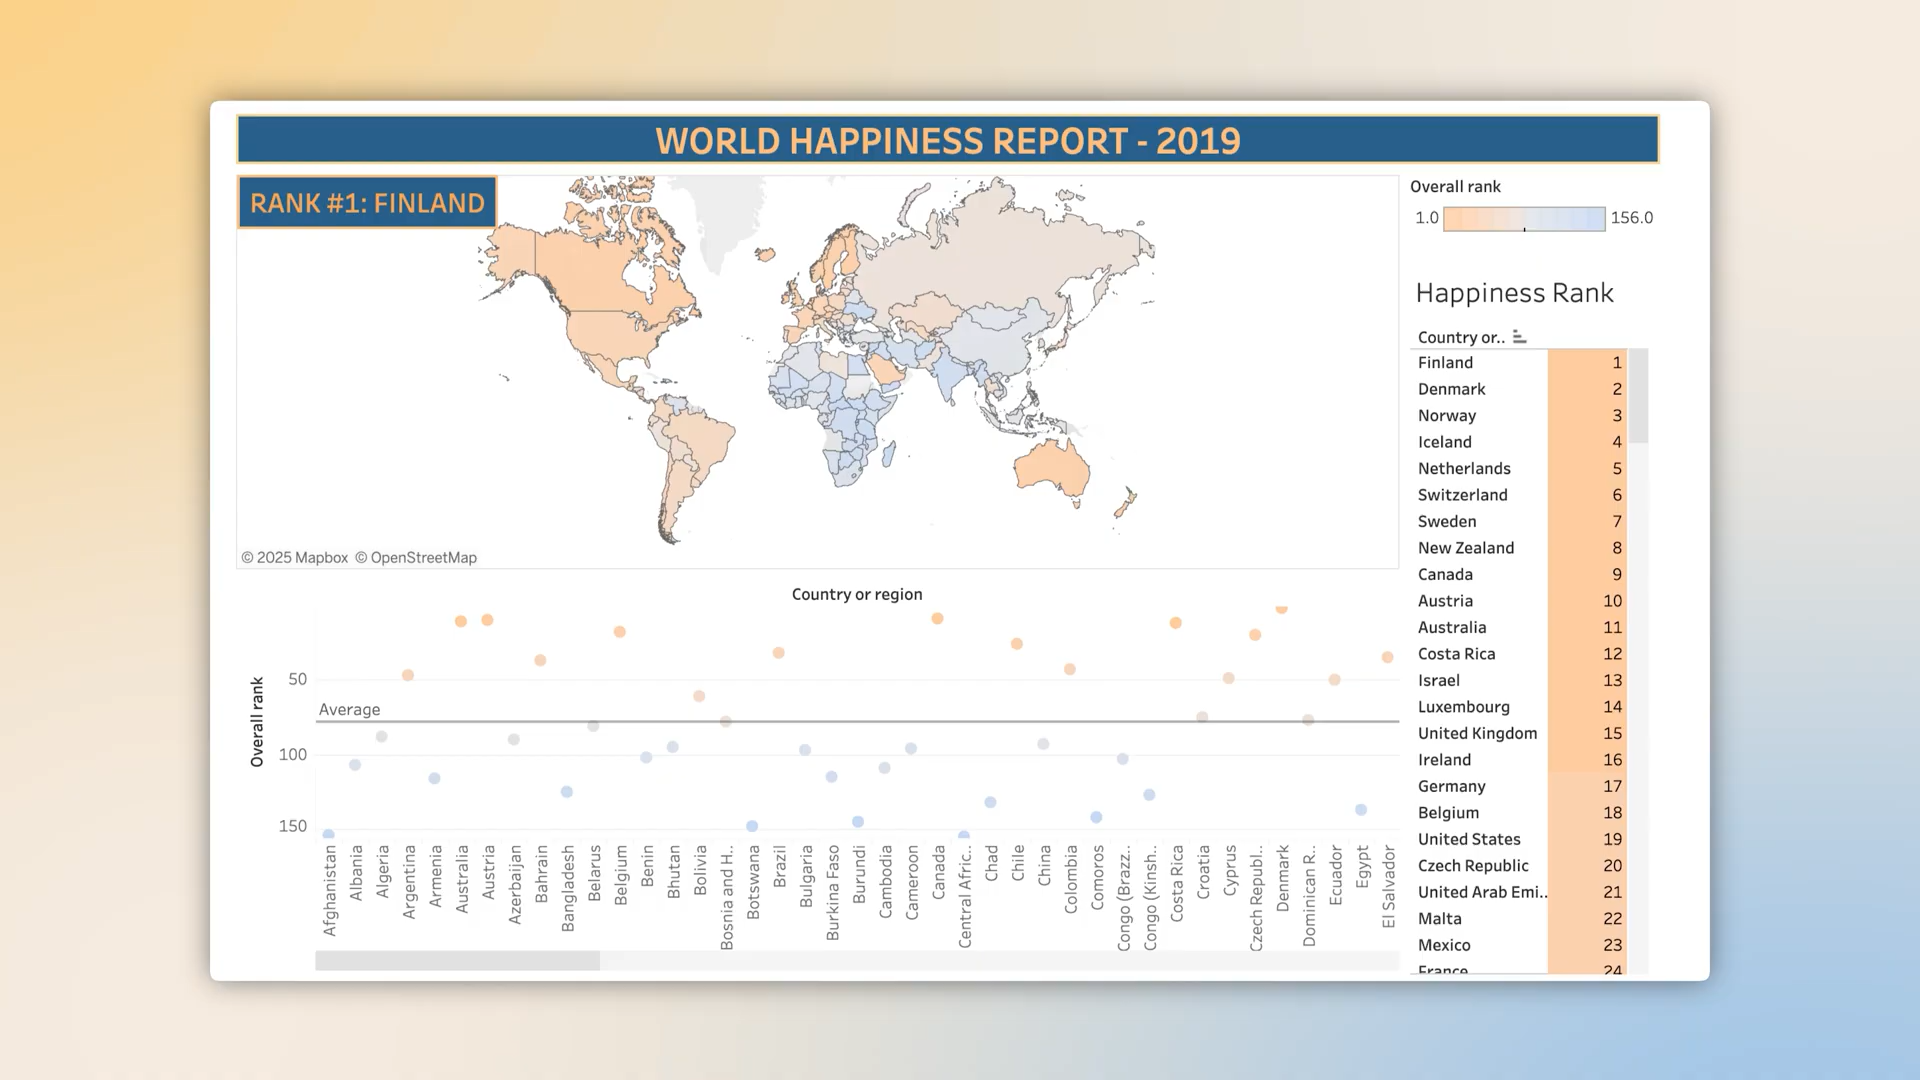 WORLD HAPPINESS REPORT - 2019
RANK #1: FINLAND
© 2025 Mapbox © OpenStreetMap
Overall rank
1.0 156.0
Happiness Rank
Country or..
Finland 1
Denmark 2
Norway 3
Iceland 4
Netherlands 5
Switzerland 6
Sweden 7
New Zealand 8
Canada 9
Austria 10
Australia 11
Costa Rica 12
Israel 13
Luxembourg 14
United Kingdom 15
Ireland 16
Germany 17
Belgium 18
United States 19
Czech Republic 20
United Arab Emi.. 21
Malta 22
Mexico 23
France 24
Country or region
Overall rank
50
Average
100
150
Afghanistan
Albania
Algeria
Argentina
Armenia
Australia
Austria
Azerbaijan
Bahrain
Bangladesh
Belarus
Belgium
Benin
Bhutan
Bolivia
Bosnia and H..
Botswana
Brazil
Bulgaria
Burkina Faso
Burundi
Cambodia
Cameroon
Canada
Central Afric..
Chad
Chile
China
Colombia
Comoros
Congo (Brazz..
Congo (Kinsh..
Costa Rica
Croatia
Cyprus
Czech Republ..
Denmark
Dominican R..
Ecuador
Egypt
El Salvador